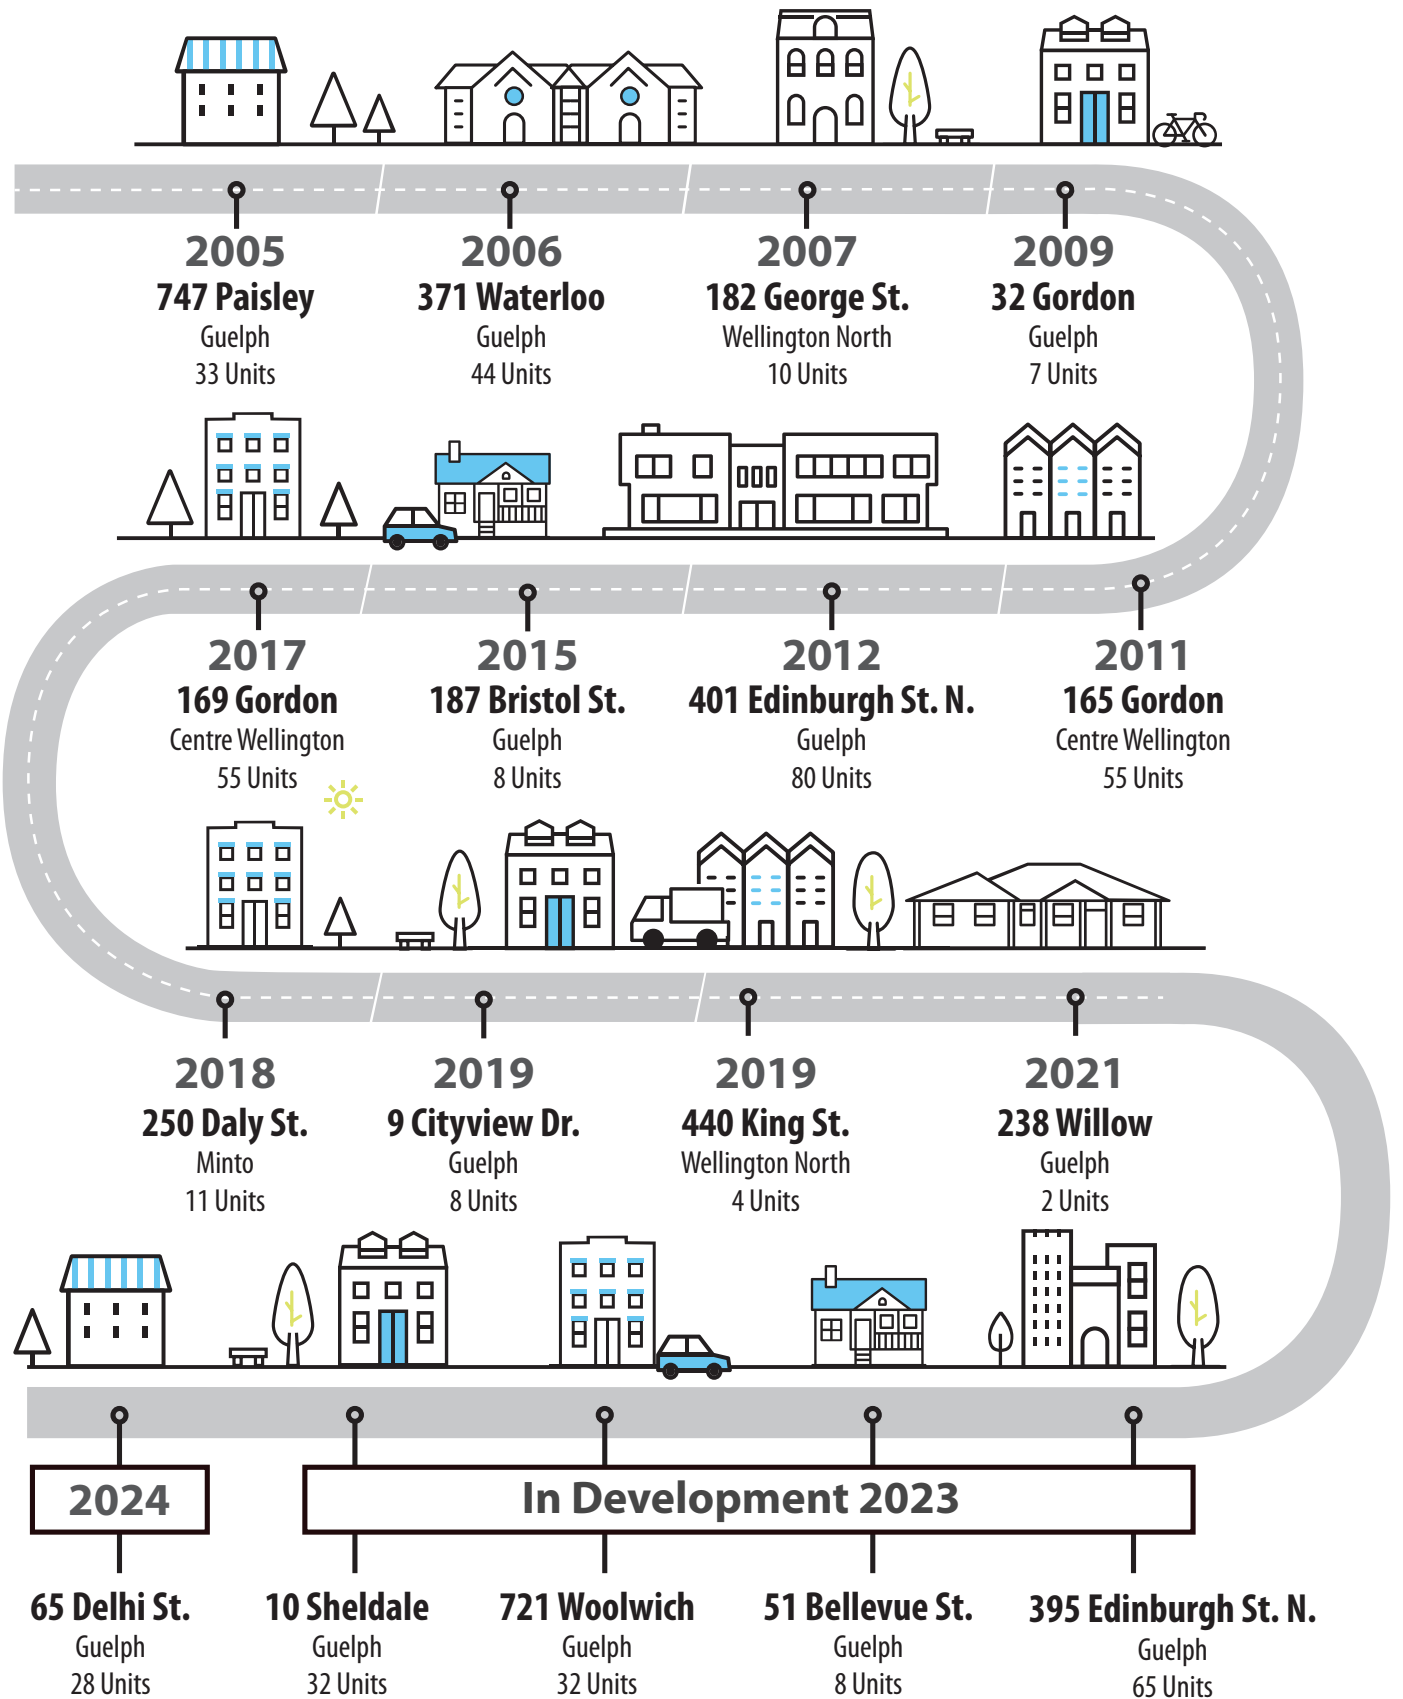 2005
747 Paisley
Guelph
33 Units
2006
371 Waterloo
Guelph
44 Units
2007
182 George St.
Wellington North
10 Units
2009
32 Gordon
Guelph
7 Units
2017
169 Gordon
Centre Wellington
55 Units
2015
187 Bristol St.
Guelph
8 Units
2012
401 Edinburgh St. N.
Guelph
80 Units
2011
165 Gordon
Centre Wellington
55 Units
2018
250 Daly St.
Minto
11 Units
2019
9 Cityview Dr.
Guelph
8 Units
2019
440 King St.
Wellington North
4 Units
2021
238 Willow
Guelph
2 Units
2024
65 Delhi St.
Guelph
28 Units
In Development 2023
10 Sheldale
Guelph
32 Units
721 Woolwich
Guelph
32 Units
51 Bellevue St.
Guelph
8 Units
395 Edinburgh St. N.
Guelph
65 Units